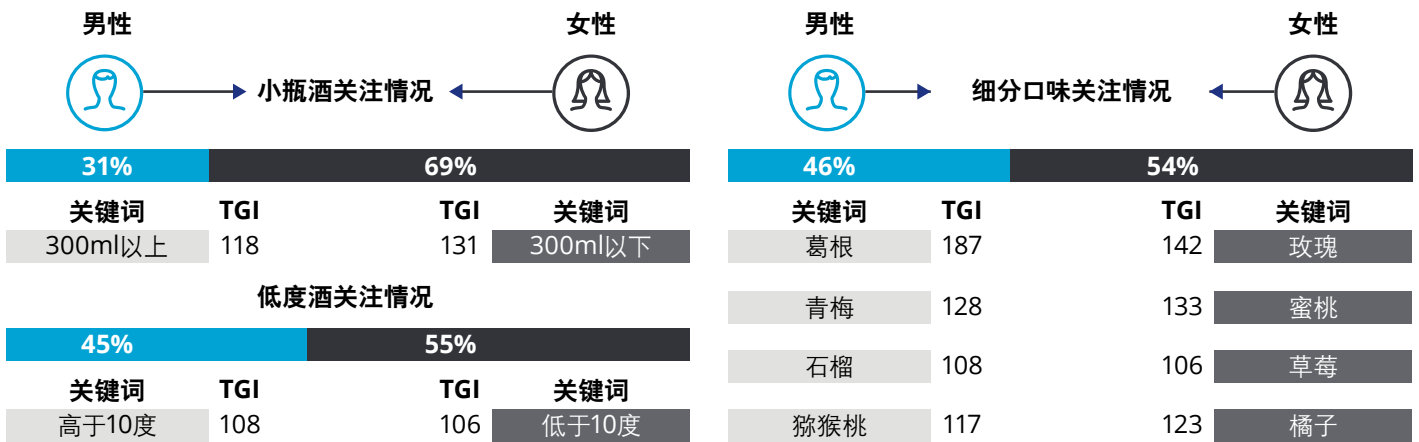 男性 女性
小瓶酒关注情况
31% 69%
关键词 TGI TGI 关键词
300ml以上 118 131 300ml以下
低度酒关注情况
45% 55%
关键词 TGI TGI 关键词
高于10度 108 106 低于10度
男性 女性
细分口味关注情况
46% 54%
关键词 TGI TGI 关键词
葛根 187 142 玫瑰
青梅 128 133 蜜桃
石榴 108 106 草莓
猕猴桃 117 123 橘子